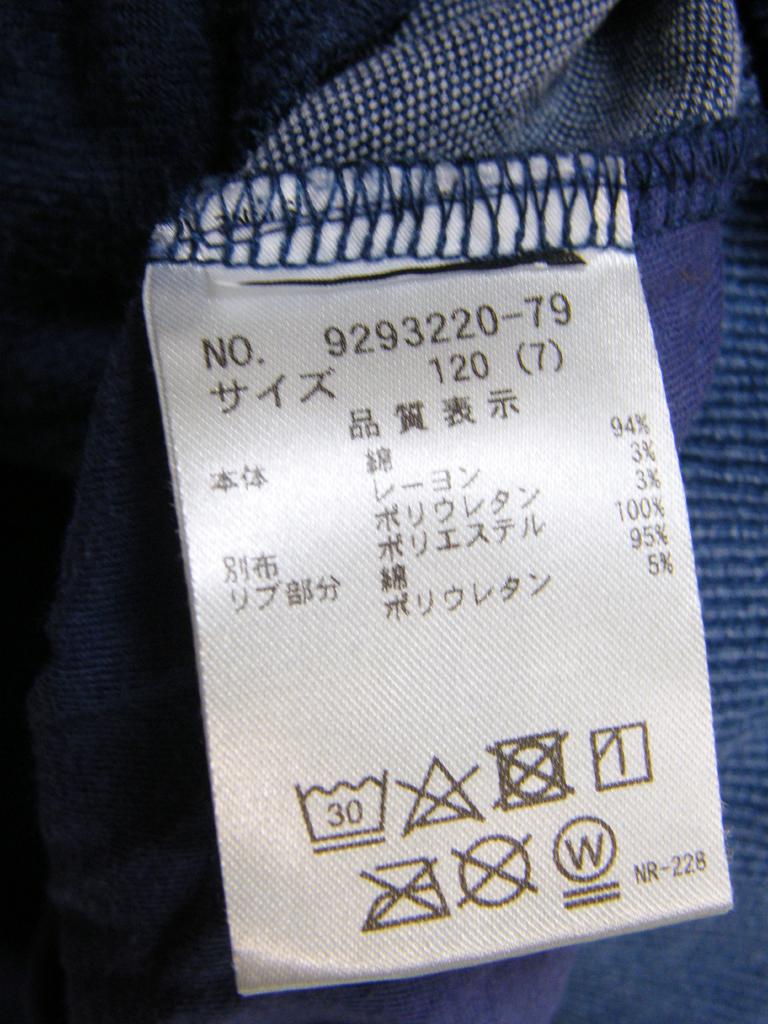 NO. 9293220-79
サイズ 120 (7)
品質表示
本体 綿 94%
レーヨン 3%
ポリウレタン 3%
別布 ポリエステル 100%
リブ部分 綿 95%
ポリウレタン 5%
30
W
NR-228